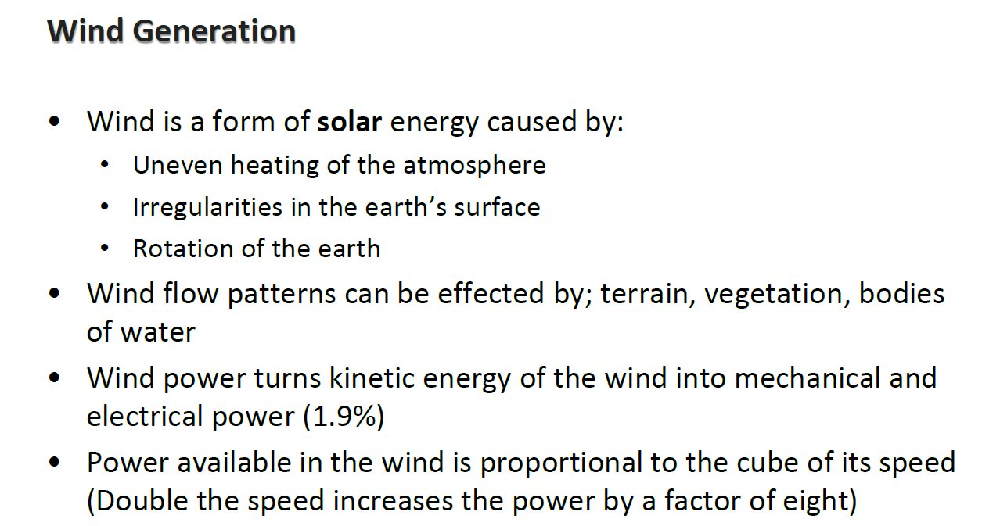 Wind Generation
• Wind is a form of solar energy caused by:
• Uneven heating of the atmosphere
• Irregularities in the earth’s surface
• Rotation of the earth
• Wind flow patterns can be effected by; terrain, vegetation, bodies
of water
• Wind power turns kinetic energy of the wind into mechanical and
electrical power (1.9%)
• Power available in the wind is proportional to the cube of its speed
(Double the speed increases the power by a factor of eight)